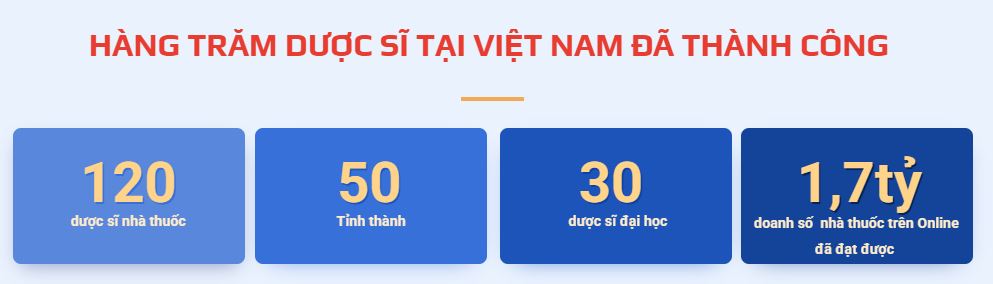 HÀNG TRĂM DƯỢC SĨ TẠI VIỆT NAM ĐÃ THÀNH CÔNG
120
dược sĩ nhà thuốc
50
Tỉnh thành
30
dược sĩ đại học
1,7tỷ
doanh số nhà thuốc trên Online
đã đạt được